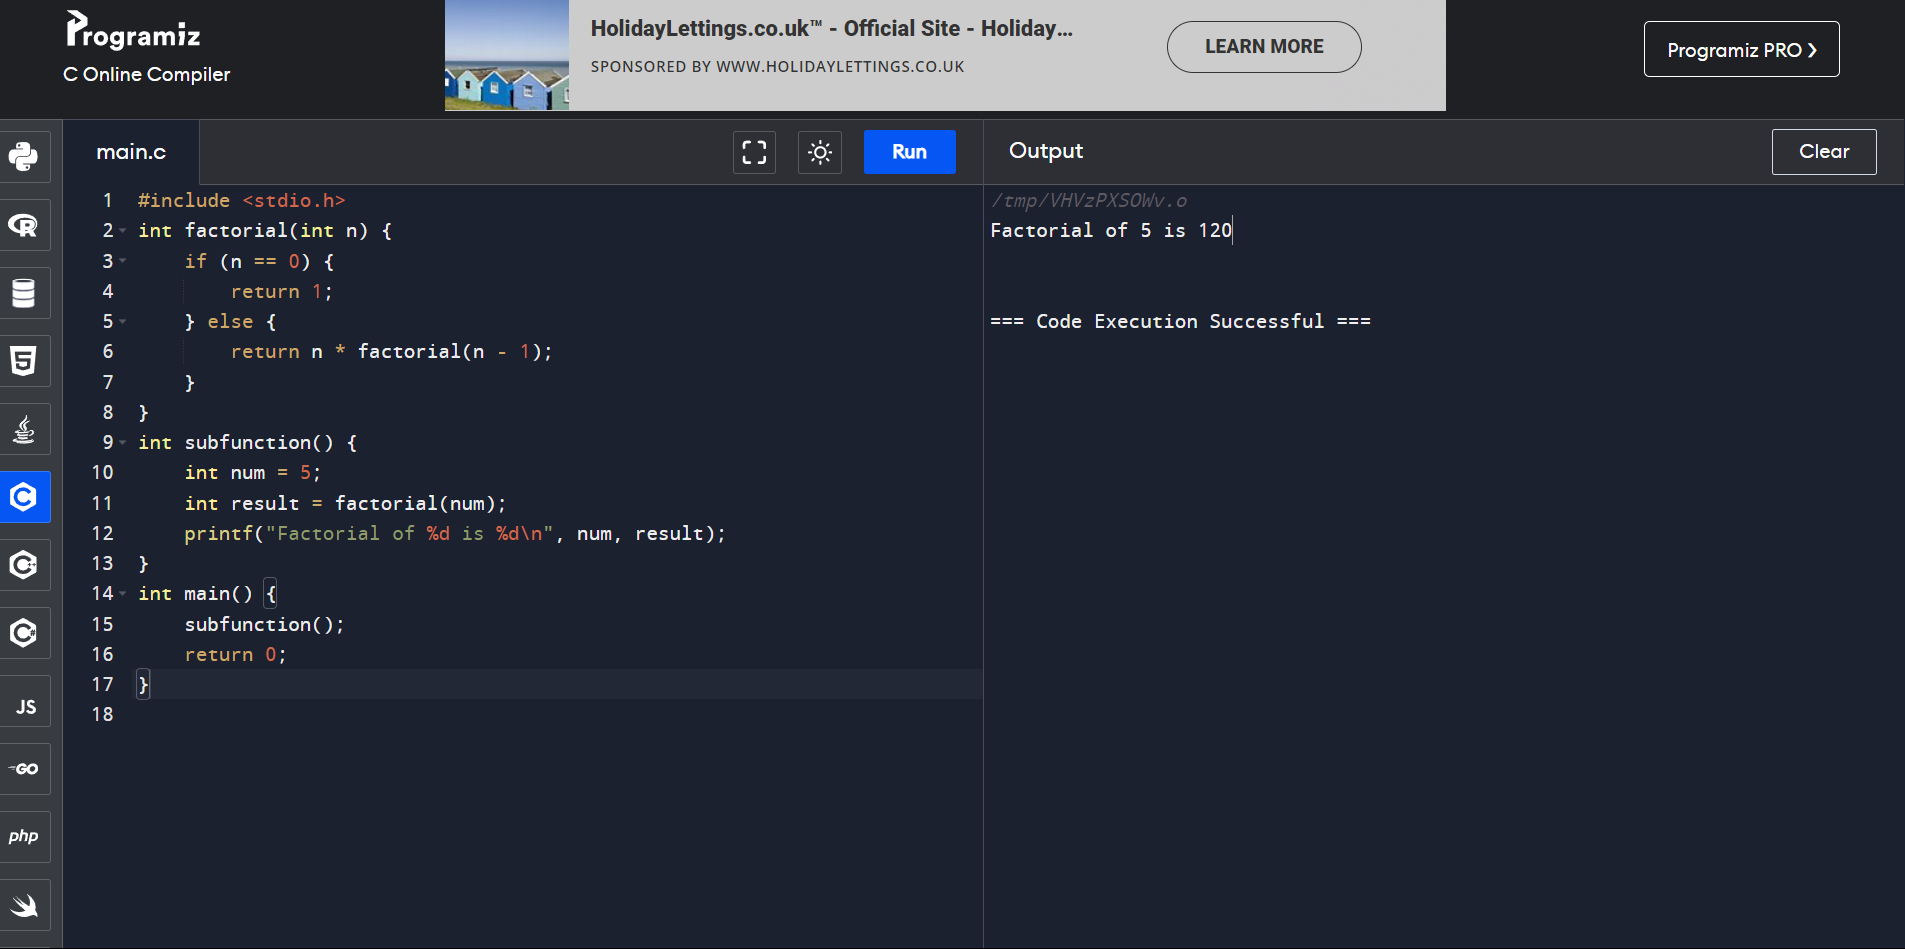 Programiz
C Online Compiler
HolidayLettings.co.uk™ - Official Site - Holiday...
SPONSORED BY WWW.HOLIDAYLETTINGS.CO.UK
LEARN MORE
Programiz PRO ❯
main.c
Run
Output
Clear
1 #include <stdio.h>
2 int factorial(int n) {
3     if (n == 0) {
4         return 1;
5     } else {
6         return n * factorial(n - 1);
7     }
8 }
9 int subfunction() {
10     int num = 5;
11     int result = factorial(num);
12     printf("Factorial of %d is %d\n", num, result);
13 }
14 int main() {
15     subfunction();
16     return 0;
17 }
18
/tmp/VHVzPXSOWv.o
Factorial of 5 is 120
=== Code Execution Successful ===
R
5
C
C++
C#
JS
GO
php